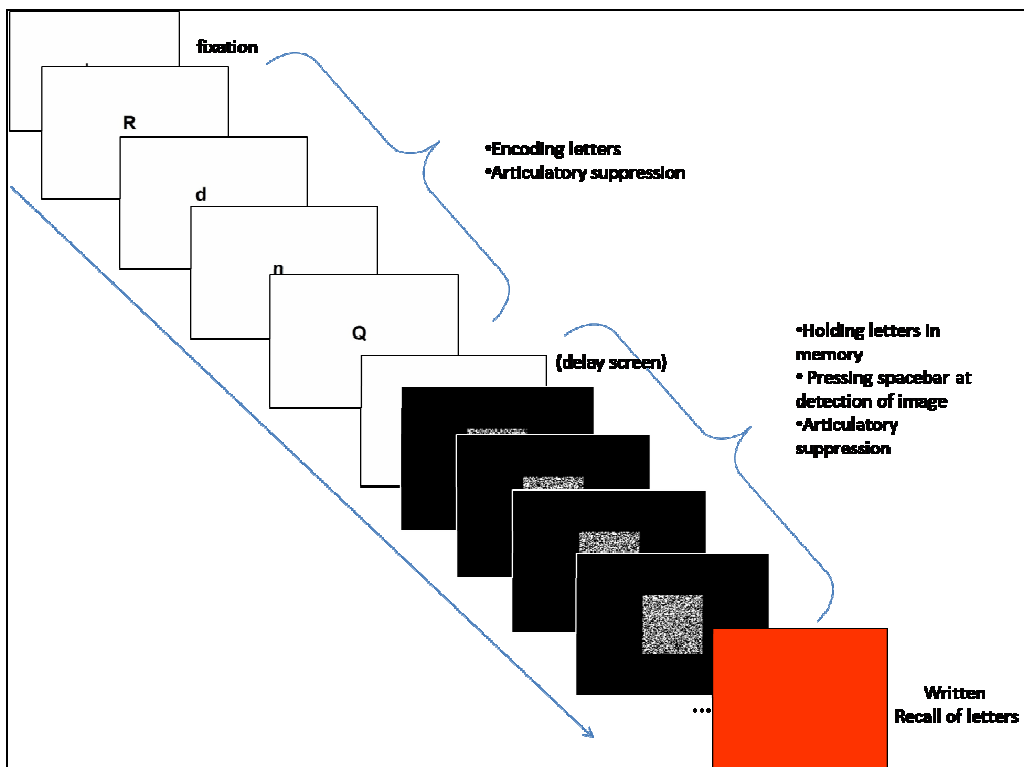 fixation
R
•Encoding letters
•Articulatory suppression
d
n
Q
(delay screen)
•Holding letters in
memory
• Pressing spacebar at
detection of image
•Articulatory
suppression
...
Written
Recall of letters